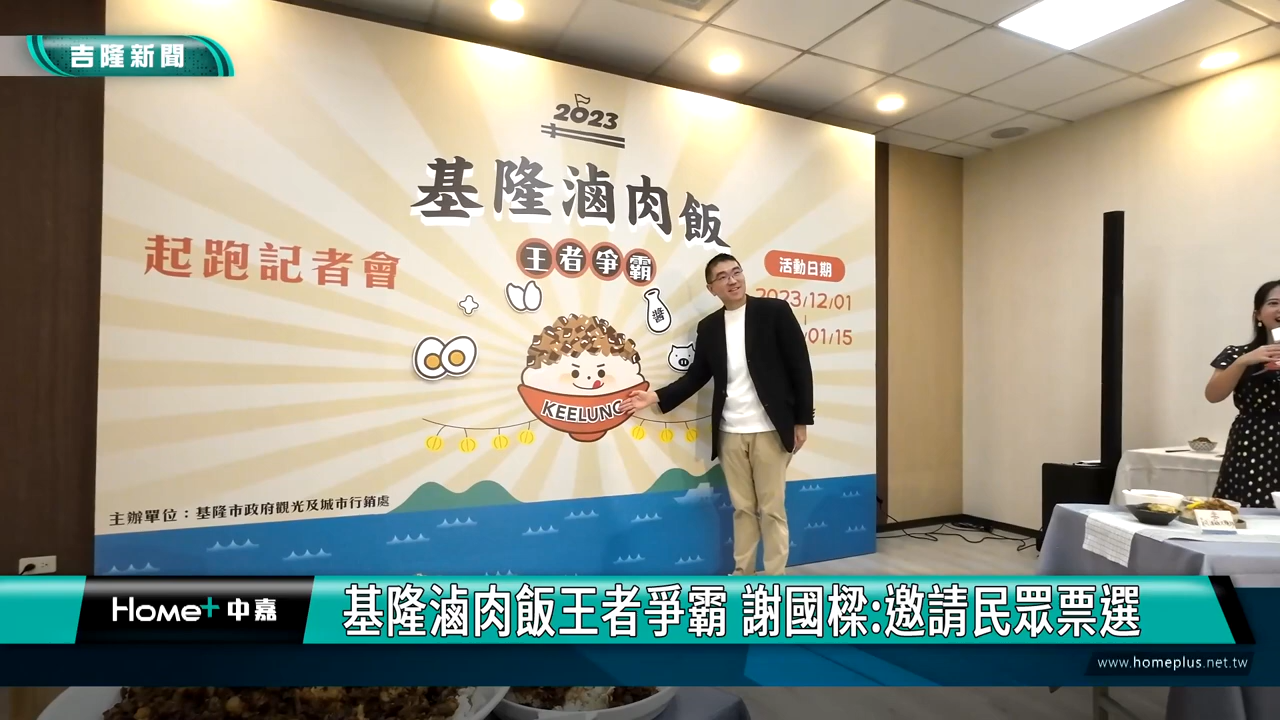 吉隆新聞
2023
基隆滷肉飯
王者爭霸
起跑記者會
活動日期
2023/12/01
/01/15
醬
KEELUNG
主辦單位：基隆市政府觀光及城市行銷處
Home+中嘉
基隆滷肉飯王者爭霸 謝國樑:邀請民眾票選
www.homeplus.net.tw